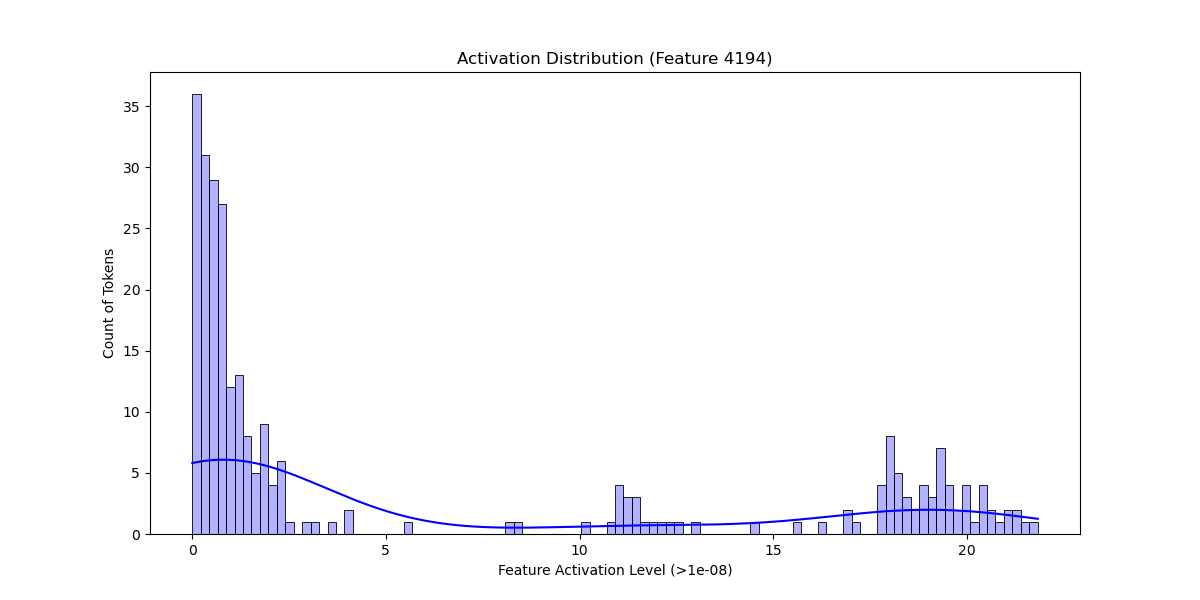 Activation Distribution (Feature 4194)
35
30
25
20
15
10
5
0
Count of Tokens
0 5 10 15 20
Feature Activation Level (>1e-08)